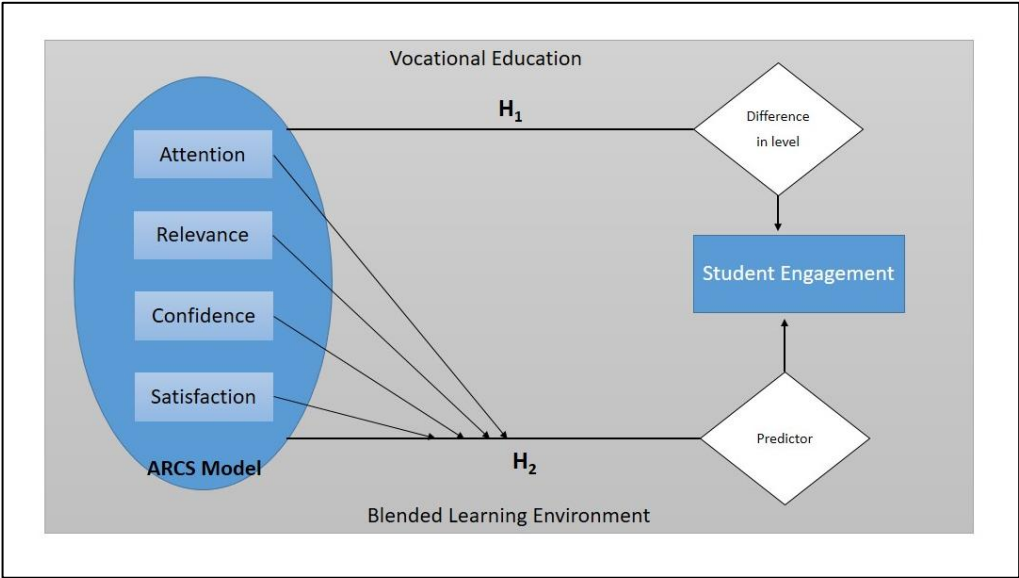 Vocational Education
H₁
Difference
in level
Attention
Relevance
Student Engagement
Confidence
Satisfaction
Predictor
ARCS Model
H₂
Blended Learning Environment